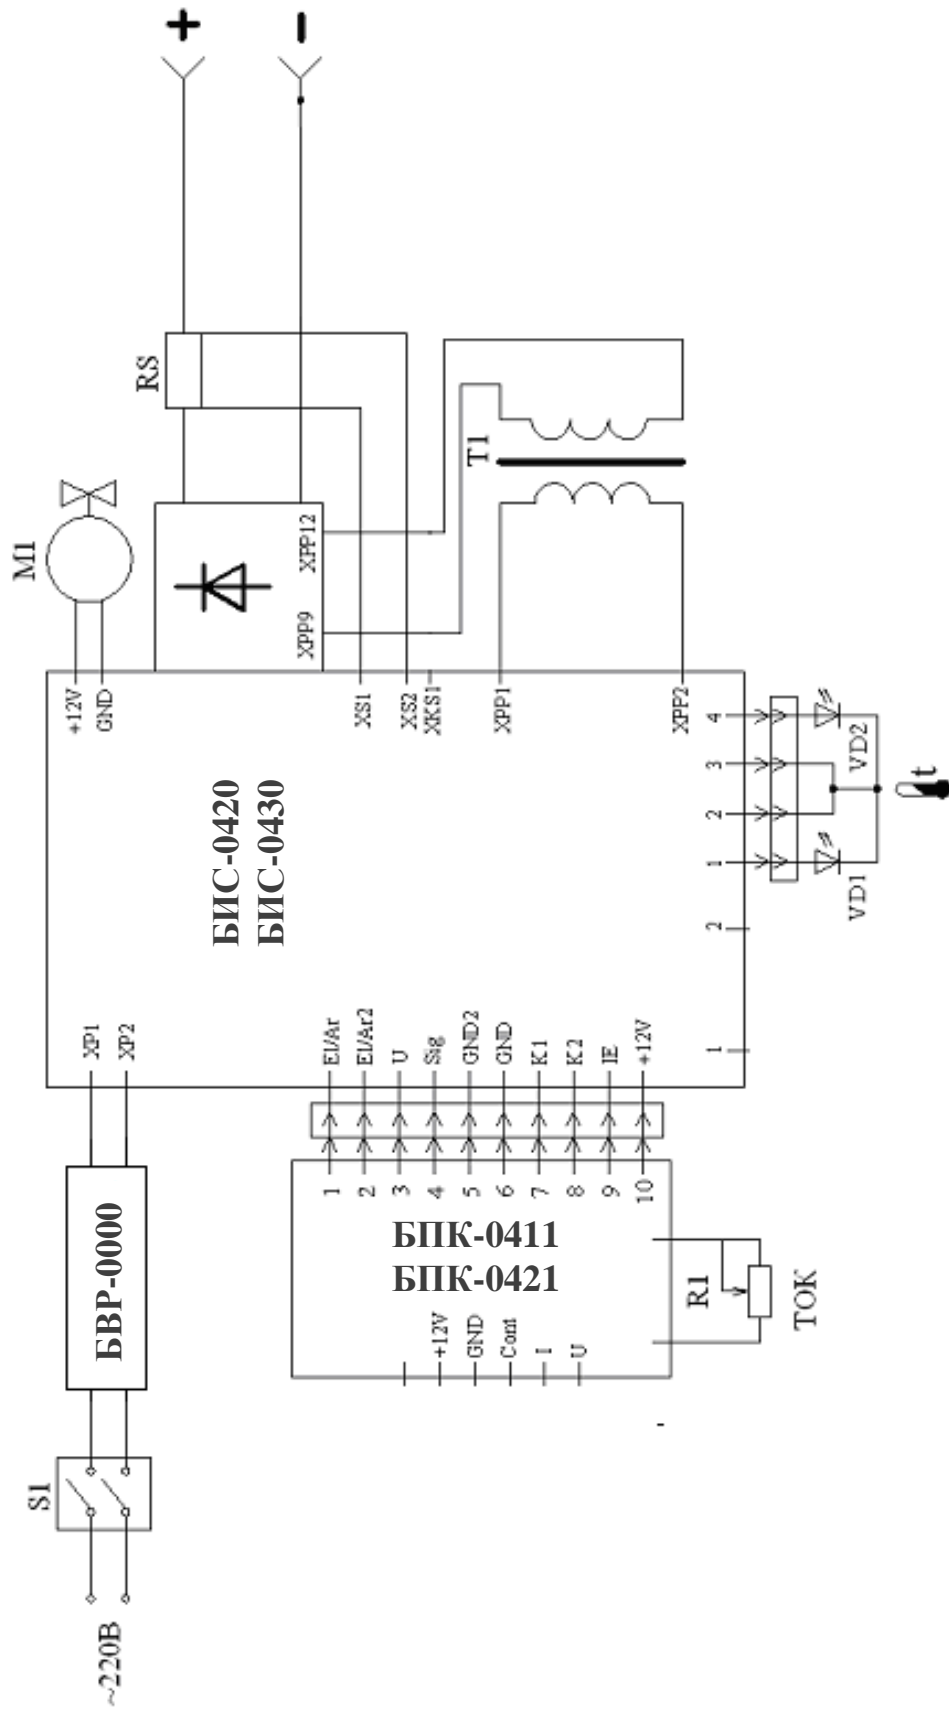 +
-
RS
M1
T1
XPP12
XPP9
+12V
GND
XS1
XS2
XKS1
XPP1
XPP2
БИС-0420
БИС-0430
4
3
2
1
VD2
VD1
t
2
1
XP1
XP2
El/Ar
El/Ar2
U
Sig
GND2
GND
K1
K2
IE
+12V
1
2
3
4
5
6
7
8
9
10
БПК-0411
БПК-0421
+12V
GND
Cont
I
U
R1
ТОК
БВР-0000
S1
~220В
-